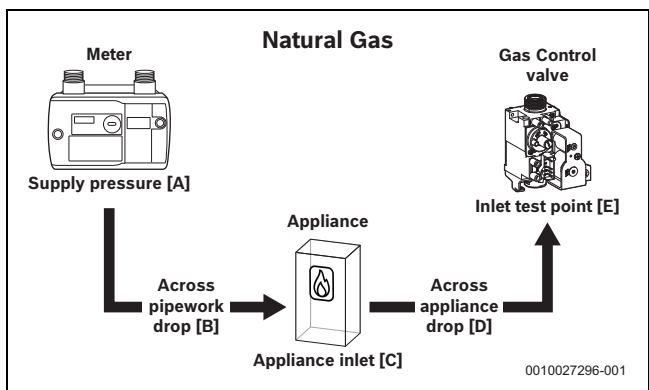 Natural Gas
Meter
Gas Control
valve
Supply pressure [A]
Inlet test point [E]
Appliance
Across
pipework
drop [B]
Across
appliance
drop [D]
Appliance inlet [C]
0010027296-001